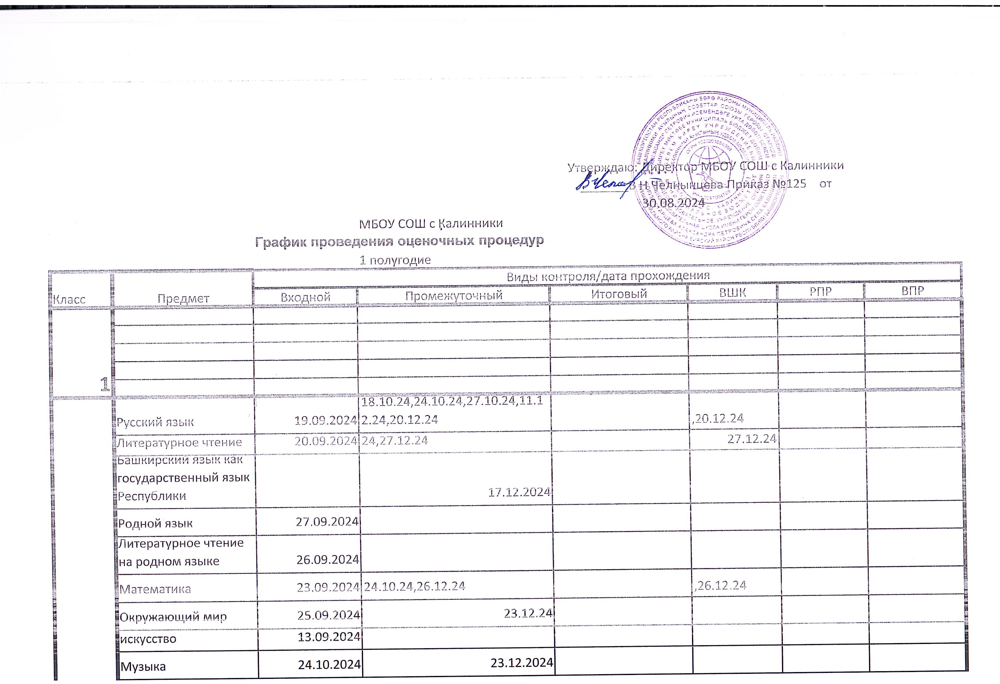 Утверждаю: Директор МБОУ СОШ с Калинники
В Н Челнынцева Приказ №125 от
30.08.2024
МБОУ СОШ с Калинники
График проведения оценочных процедур
1 полугодие
Виды контроля/дата прохождения
Класс Предмет Входной Промежуточный Итоговый ВШК РПР ВПР
1
18.10.24,24.10.24,27.10.24,11.1
Русский язык 19.09.2024 2.24,20.12.24 ,20.12.24
Литературное чтение 20.09.2024 24,27.12.24 27.12.24
Башкирский язык как
государственный язык
Республики 17.12.2024
Родной язык 27.09.2024
Литературное чтение
на родном языке 26.09.2024
Математика 23.09.2024 24.10.24,26.12.24 ,26.12.24
Окружающий мир 25.09.2024 23.12.24
искусство 13.09.2024
Музыка 24.10.2024 23.12.2024